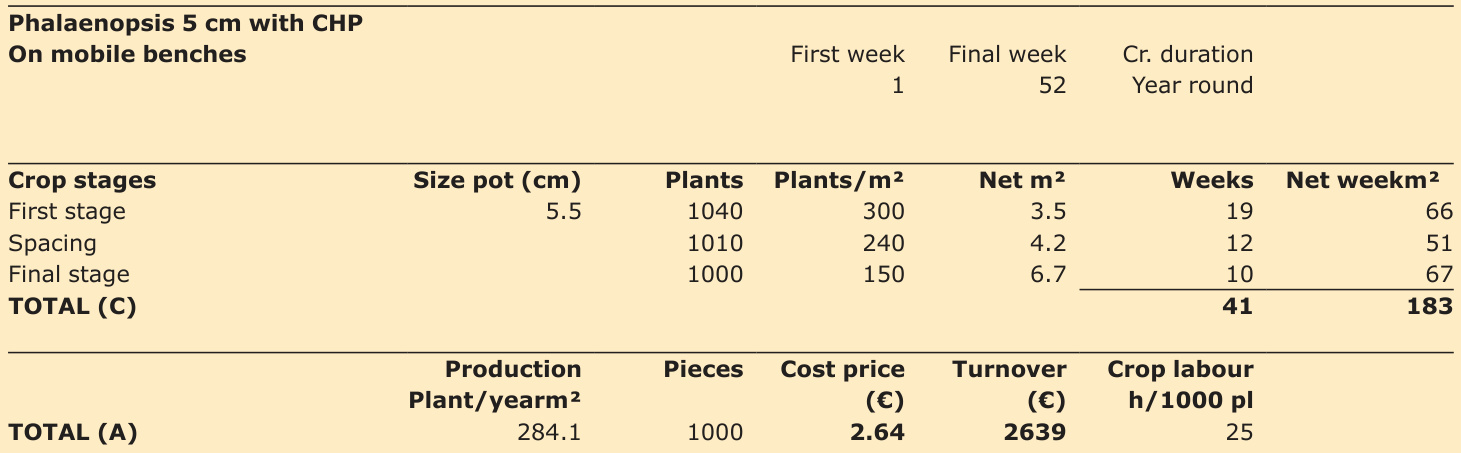 Phalaenopsis 5 cm with CHP
On mobile benches First week Final week Cr. duration
1 52 Year round
Crop stages Size pot (cm) Plants Plants/m² Net m² Weeks Net weekm²
First stage 5.5 1040 300 3.5 19 66
Spacing 1010 240 4.2 12 51
Final stage 1000 150 6.7 10 67
TOTAL (C) 41 183
Production Pieces Cost price Turnover Crop labour
Plant/yearm² (€) (€) h/1000 pl
TOTAL (A) 284.1 1000 2.64 2639 25